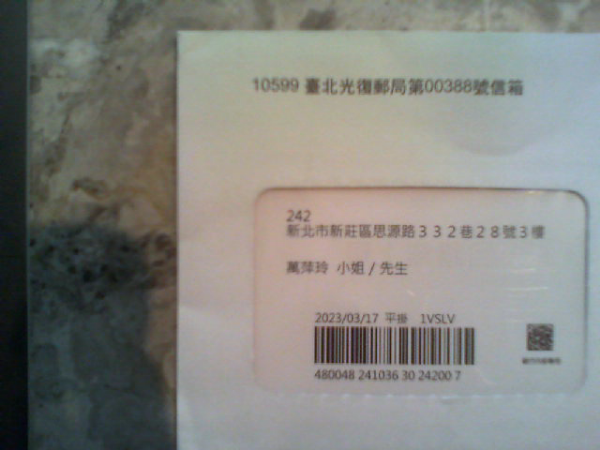 10599 臺北光復郵局第00388號信箱
242
新北市新莊區思源路332巷28號3樓
萬萍玲 小姐/先生
2023/03/17 平掛 1VSLV
480048 241036 30 24200 7